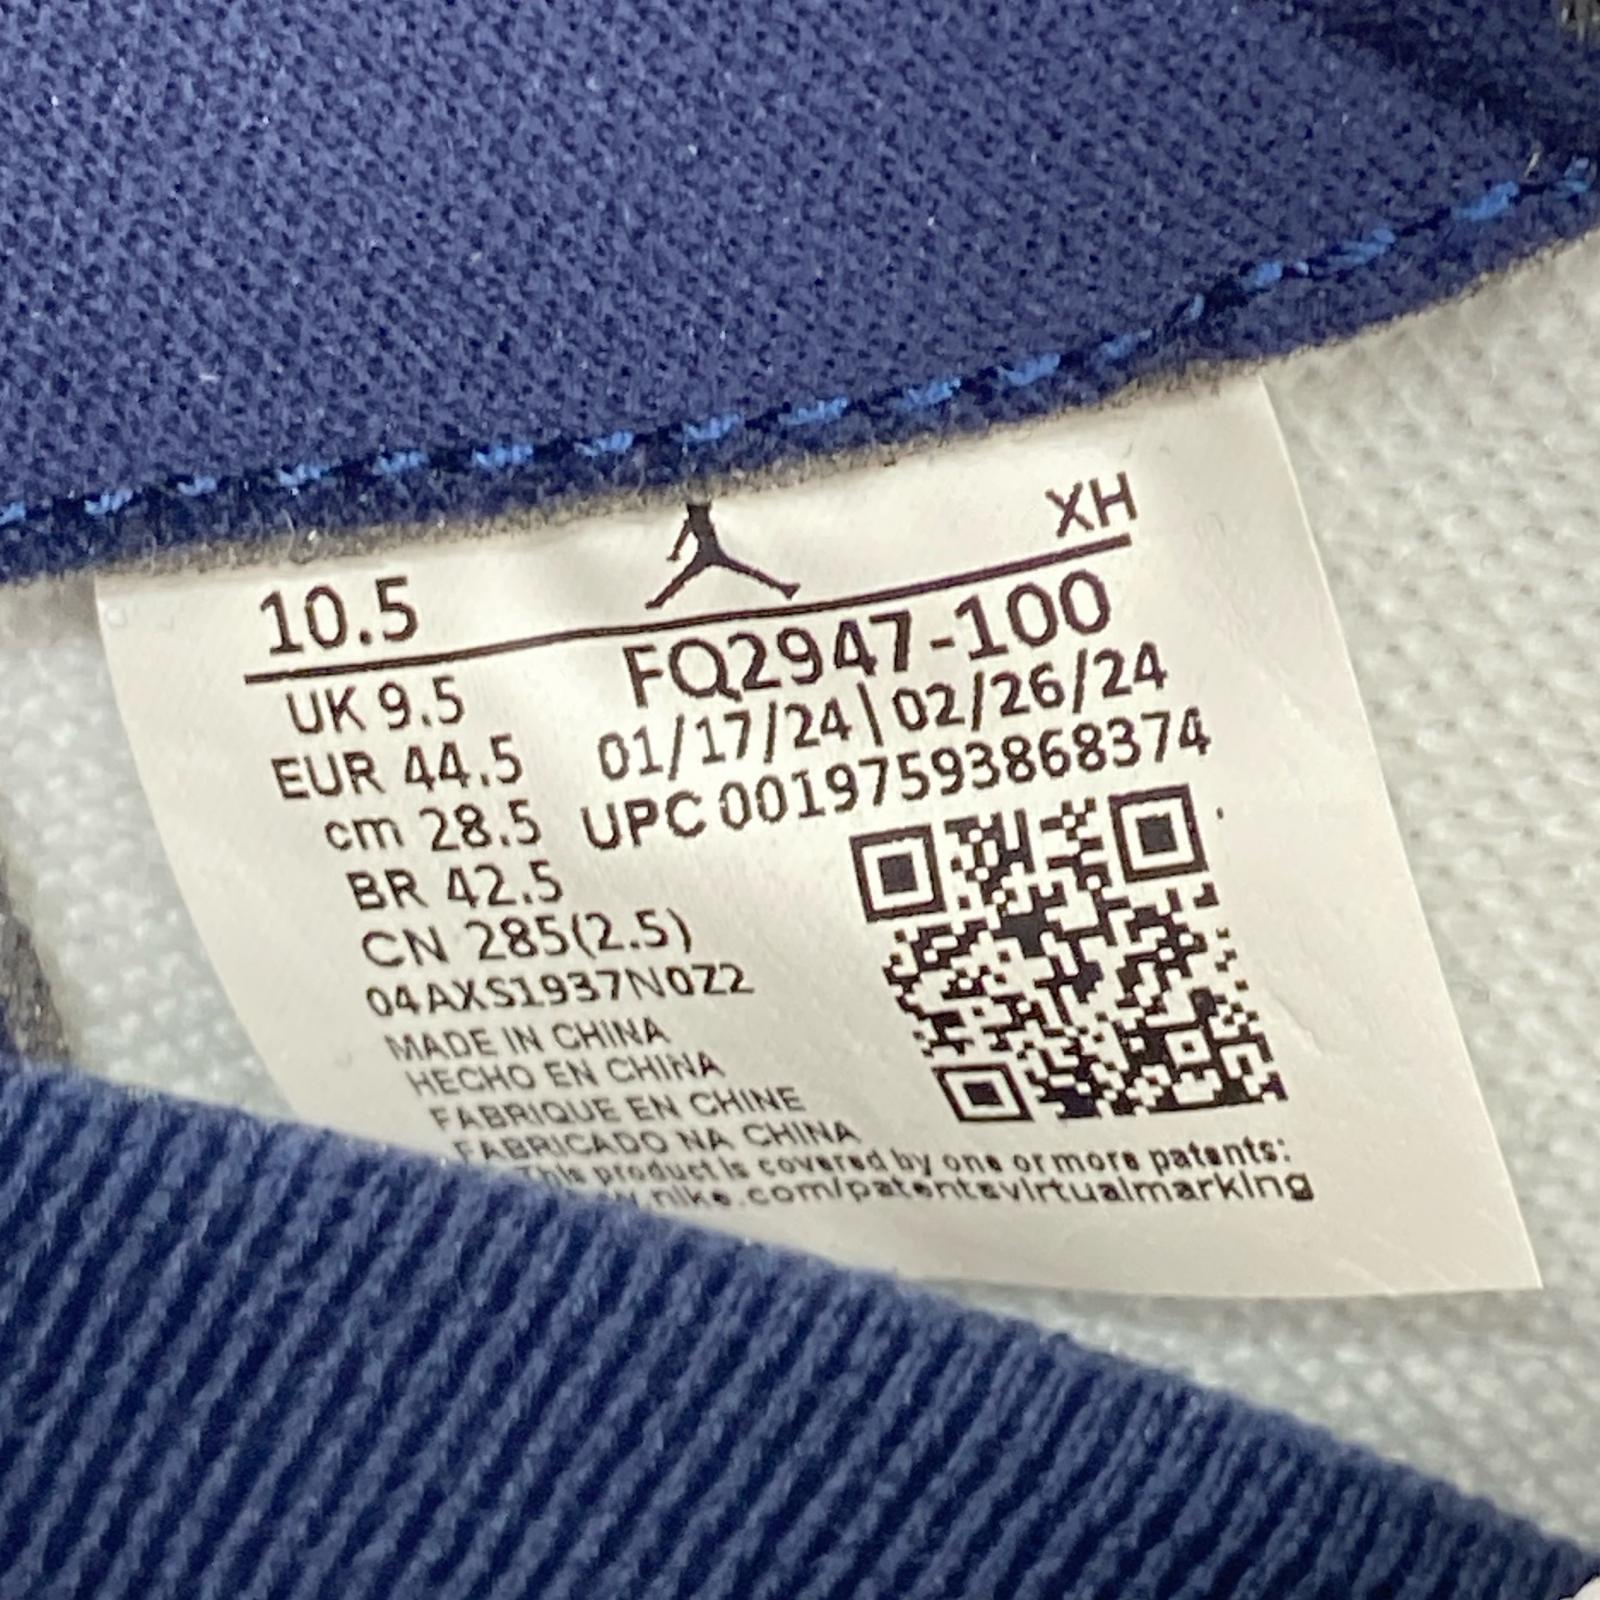 XH
10.5
FQ2947-100
UK 9.5
01/17/24|02/26/24
EUR 44.5
UPC 00197593868374
cm 28.5
BR 42.5
CN 285(2.5)
04AXS1937N0Z2
MADE IN CHINA
HECHO EN CHINA
FABRIQUE EN CHINE
FABRICADO NA CHINA
This product is covered by one or more patents:
.nike.com/patentsvirtualmarking